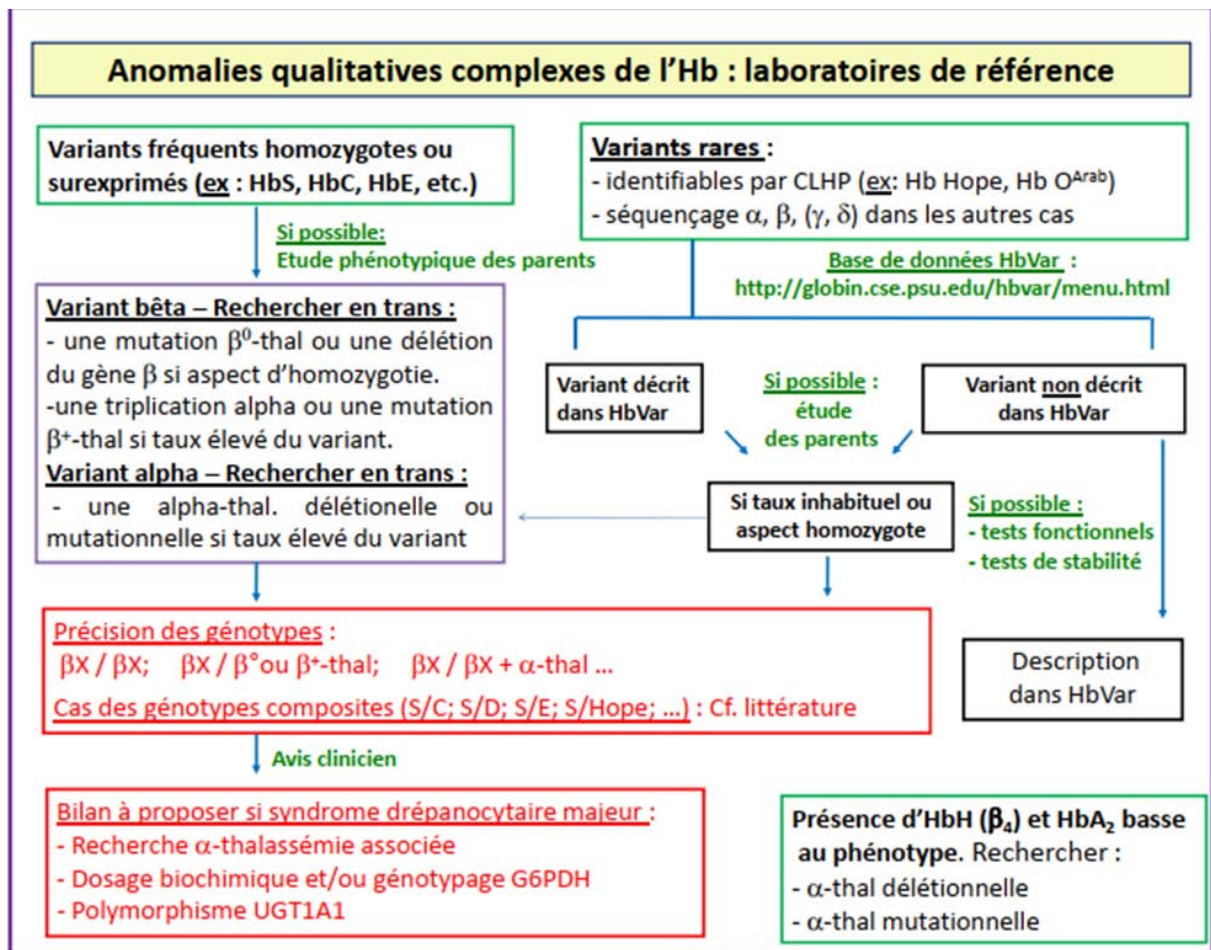 Anomalies qualitatives complexes de l’Hb : laboratoires de référence
Variants fréquents homozygotes ou
surexprimés (ex : HbS, HbC, HbE, etc.)
Variants rares :
- identifiables par CLHP (ex: Hb Hope, Hb O^Arab)
- séquençage α, β, (γ, δ) dans les autres cas
Si possible:
Etude phénotypique des parents
Base de données HbVar :
http://globin.cse.psu.edu/hbvar/menu.html
Variant bêta – Rechercher en trans :
- une mutation β⁰-thal ou une délétion
du gène β si aspect d’homozygotie.
-une triplication alpha ou une mutation
β⁺-thal si taux élevé du variant.
Variant alpha – Rechercher en trans :
- une alpha-thal. délétionelle ou
mutationnelle si taux élevé du variant
Variant décrit
dans HbVar
Si possible :
étude
des parents
Variant non décrit
dans HbVar
Si taux inhabituel ou
aspect homozygote
Si possible :
- tests fonctionnels
- tests de stabilité
Précision des génotypes :
βX / βX; βX / β°ou β⁺-thal; βX / βX + α-thal ...
Cas des génotypes composites (S/C; S/D; S/E; S/Hope; ...) : Cf. littérature
Description
dans HbVar
Avis clinicien
Bilan à proposer si syndrome drépanocytaire majeur :
- Recherche α-thalassémie associée
- Dosage biochimique et/ou génotypage G6PDH
- Polymorphisme UGT1A1
Présence d’HbH (β₄) et HbA₂ basse
au phénotype. Rechercher :
- α-thal délétionnelle
- α-thal mutationnelle